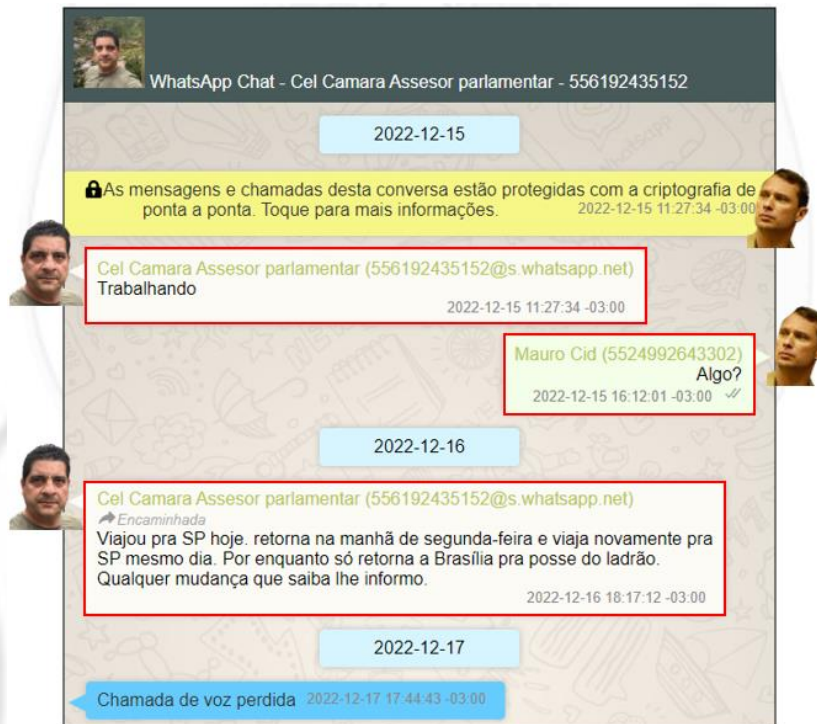 WhatsApp Chat - Cel Camara Assesor parlamentar - 556192435152
2022-12-15
As mensagens e chamadas desta conversa estão protegidas com a criptografia de
ponta a ponta. Toque para mais informações. 2022-12-15 11:27:34 -03:00
Cel Camara Assesor parlamentar (556192435152@s.whatsapp.net)
Trabalhando
2022-12-15 11:27:34 -03:00
Mauro Cid (5524992643302)
Algo?
2022-12-15 16:12:01 -03:00
2022-12-16
Cel Camara Assesor parlamentar (556192435152@s.whatsapp.net)
Encaminhada
Viajou pra SP hoje. retorna na manhã de segunda-feira e viaja novamente pra
SP mesmo dia. Por enquanto só retorna a Brasília pra posse do ladrão.
Qualquer mudança que saiba lhe informo.
2022-12-16 18:17:12 -03:00
2022-12-17
Chamada de voz perdida 2022-12-17 17:44:43 -03:00